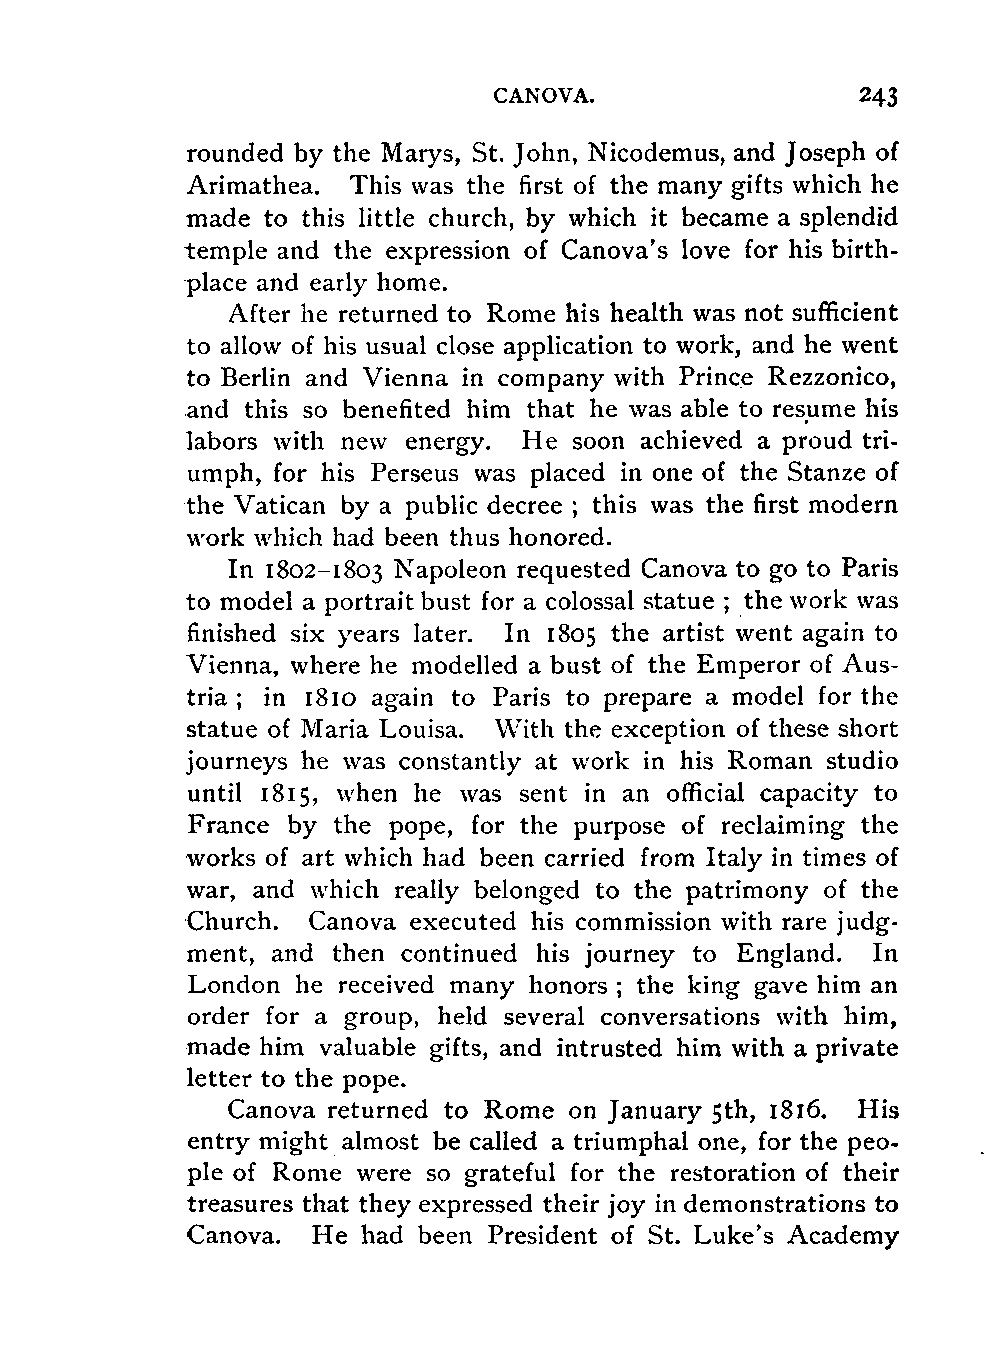 CANOVA. 243
rounded by the Marys, St. John, Nicodemus, and Joseph of
Arimathea. This was the first of the many gifts which he
made to this little church, by which it became a splendid
temple and the expression of Canova's love for his birth-
place and early home.
After he returned to Rome his health was not sufficient
to allow of his usual close application to work, and he went
to Berlin and Vienna in company with Prince Rezzonico,
and this so benefited him that he was able to resume his
labors with new energy. He soon achieved a proud tri-
umph, for his Perseus was placed in one of the Stanze of
the Vatican by a public decree ; this was the first modern
work which had been thus honored.
In 1802–1803 Napoleon requested Canova to go to Paris
to model a portrait bust for a colossal statue ; the work was
finished six years later. In 1805 the artist went again to
Vienna, where he modelled a bust of the Emperor of Aus-
tria ; in 1810 again to Paris to prepare a model for the
statue of Maria Louisa. With the exception of these short
journeys he was constantly at work in his Roman studio
until 1815, when he was sent in an official capacity to
France by the pope, for the purpose of reclaiming the
works of art which had been carried from Italy in times of
war, and which really belonged to the patrimony of the
Church. Canova executed his commission with rare judg-
ment, and then continued his journey to England. In
London he received many honors ; the king gave him an
order for a group, held several conversations with him,
made him valuable gifts, and intrusted him with a private
letter to the pope.
Canova returned to Rome on January 5th, 1816. His
entry might almost be called a triumphal one, for the peo-
ple of Rome were so grateful for the restoration of their
treasures that they expressed their joy in demonstrations to
Canova. He had been President of St. Luke's Academy